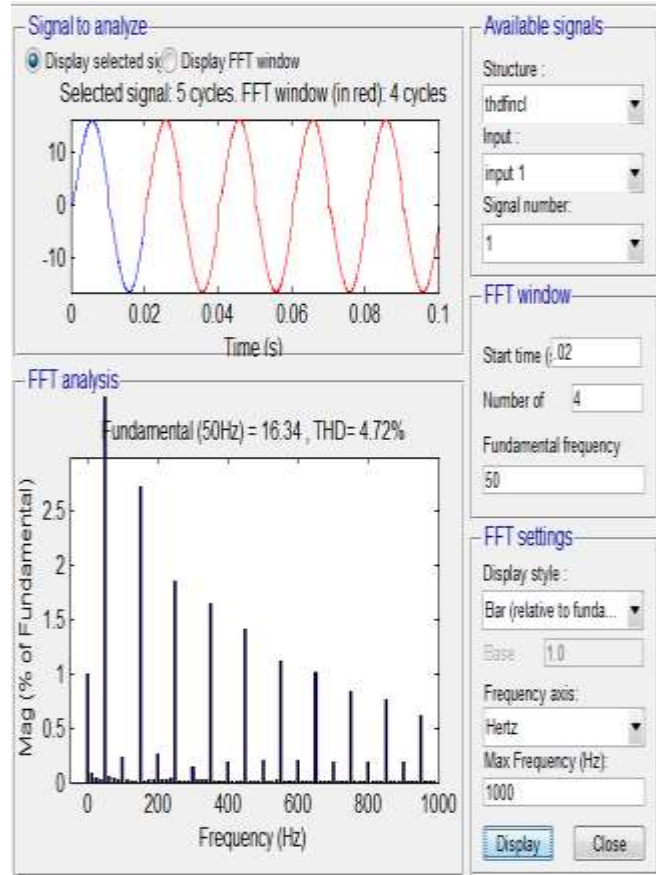 Signal to analyze
Display selected si Display FFT window
Selected signal: 5 cycles. FFT window (in red): 4 cycles
10
0
-10
0 0.02 0.04 0.06 0.08 0.1
Time (s)
FFT analysis
Fundamental (50Hz) = 16.34 , THD= 4.72%
Mag (% of Fundamental)
2.5
2
1.5
1
0.5
0
0 200 400 600 800 1000
Frequency (Hz)
Available signals
Structure :
thdfincl
Input :
input 1
Signal number:
1
FFT window
Start time (s .02
Number of 4
Fundamental frequency
50
FFT settings
Display style :
Bar (relative to funda...
Base 1.0
Frequency axis:
Hertz
Max Frequency (Hz):
1000
Display Close